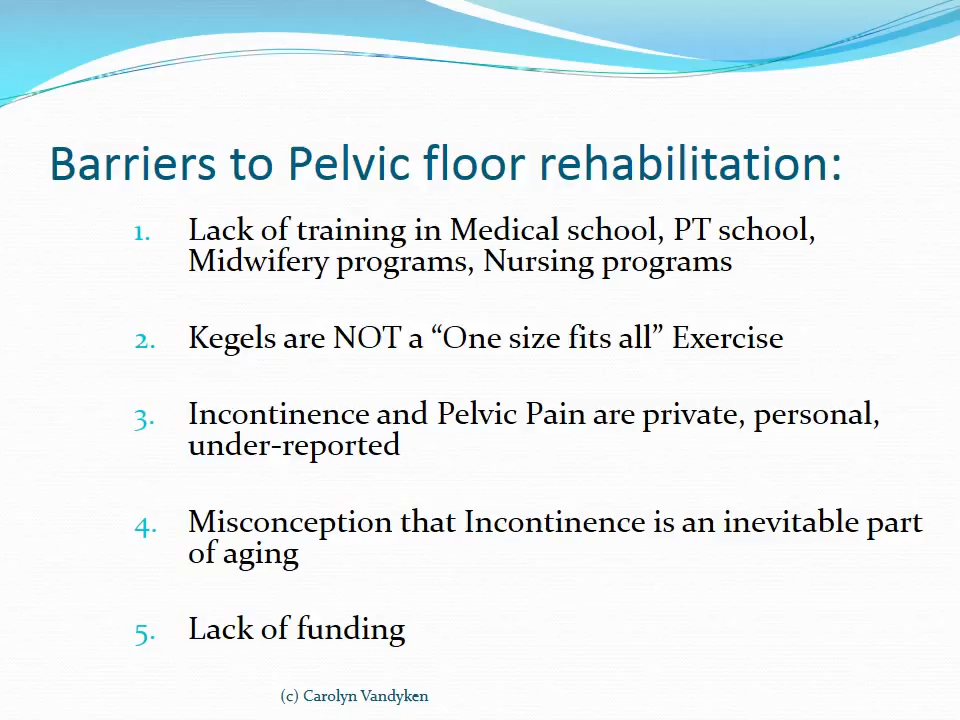 Barriers to Pelvic floor rehabilitation:
1. Lack of training in Medical school, PT school,
Midwifery programs, Nursing programs
2. Kegels are NOT a “One size fits all” Exercise
3. Incontinence and Pelvic Pain are private, personal,
under-reported
4. Misconception that Incontinence is an inevitable part
of aging
5. Lack of funding
(c) Carolyn Vandyken